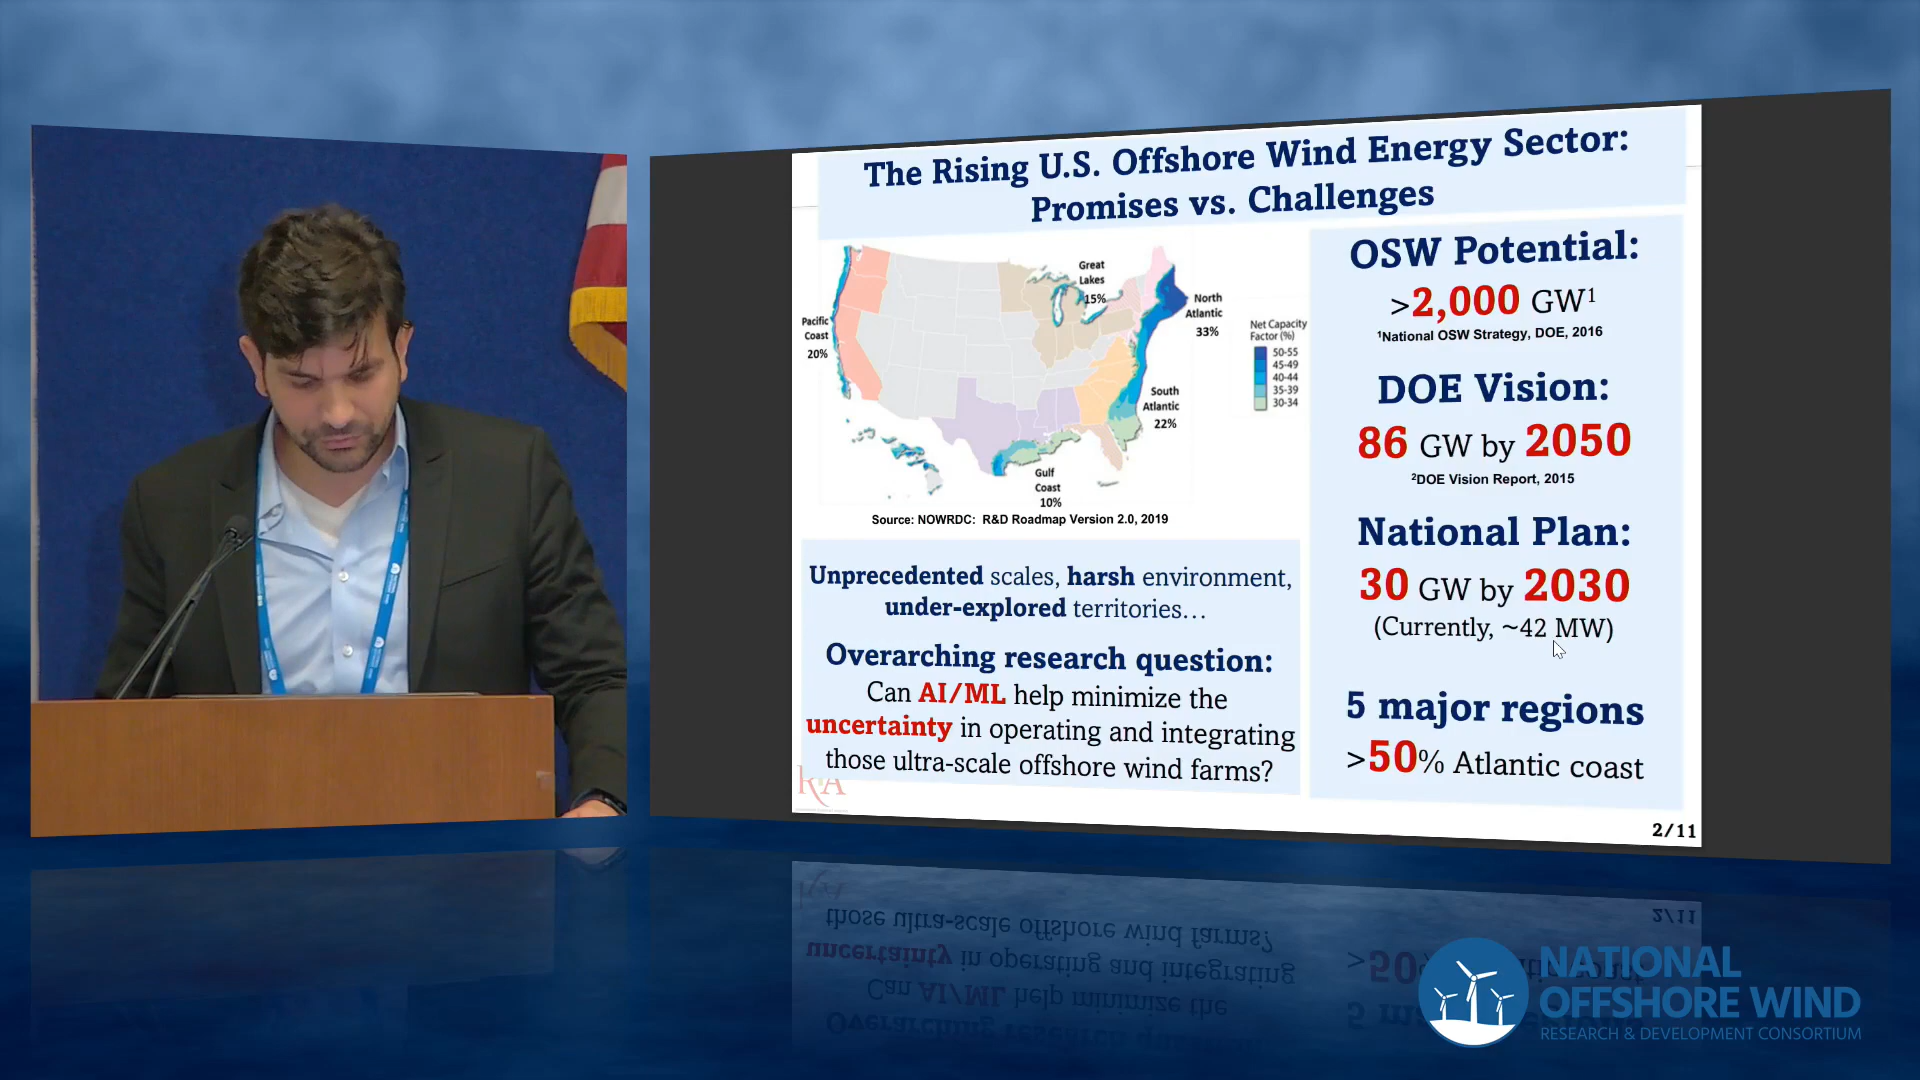 The Rising U.S. Offshore Wind Energy Sector:
Promises vs. Challenges
Great
Lakes
15%
North
Atlantic
33%
Pacific
Coast
20%
South
Atlantic
22%
Gulf
Coast
10%
Net Capacity
Factor (%)
50-55
45-49
40-44
35-39
30-34
Source: NOWRDC: R&D Roadmap Version 2.0, 2019
Unprecedented scales, harsh environment,
under-explored territories…
Overarching research question:
Can AI/ML help minimize the
uncertainty in operating and integrating
those ultra-scale offshore wind farms?
OSW Potential:
>2,000 GW¹
¹National OSW Strategy, DOE, 2016
DOE Vision:
86 GW by 2050
²DOE Vision Report, 2015
National Plan:
30 GW by 2030
(Currently, ~42 MW)
5 major regions
>50% Atlantic coast
2/11
NATIONAL
OFFSHORE WIND
RESEARCH & DEVELOPMENT CONSORTIUM